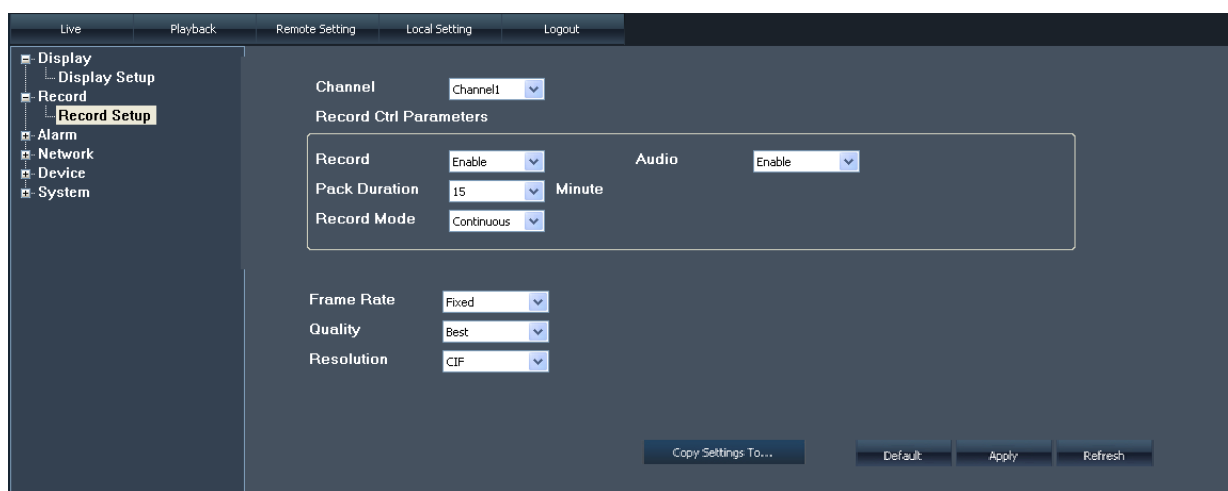 Live Playback Remote Setting Local Setting Logout
Display
Display Setup
Record
Record Setup
Alarm
Network
Device
System
Channel Channel1
Record Ctrl Parameters
Record Enable Audio Enable
Pack Duration 15 Minute
Record Mode Continuous
Frame Rate Fixed
Quality Best
Resolution CIF
Copy Settings To... Default Apply Refresh